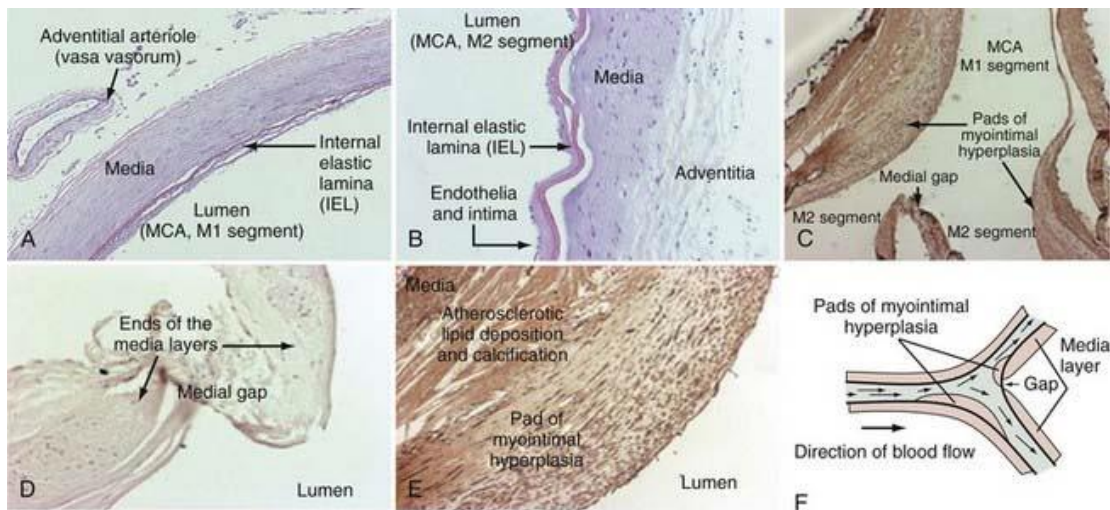 Adventitial arteriole
(vasa vasorum)
Media
Internal
elastic
lamina
(IEL)
Lumen
(MCA, M1 segment)
A
Lumen
(MCA, M2 segment)
Media
Internal elastic
lamina (IEL)
Adventitia
Endothelia
and intima
B
MCA
M1 segment
Pads of
myointimal
hyperplasia
Medial gap
M2 segment
M2 segment
C
Ends of the
media layers
Medial gap
D
Lumen
Media
Atherosclerotic
lipid deposition
and calcification
Pad of
myointimal
hyperplasia
E
Lumen
Pads of myointimal
hyperplasia
Media
layer
Gap
Direction of blood flow
F